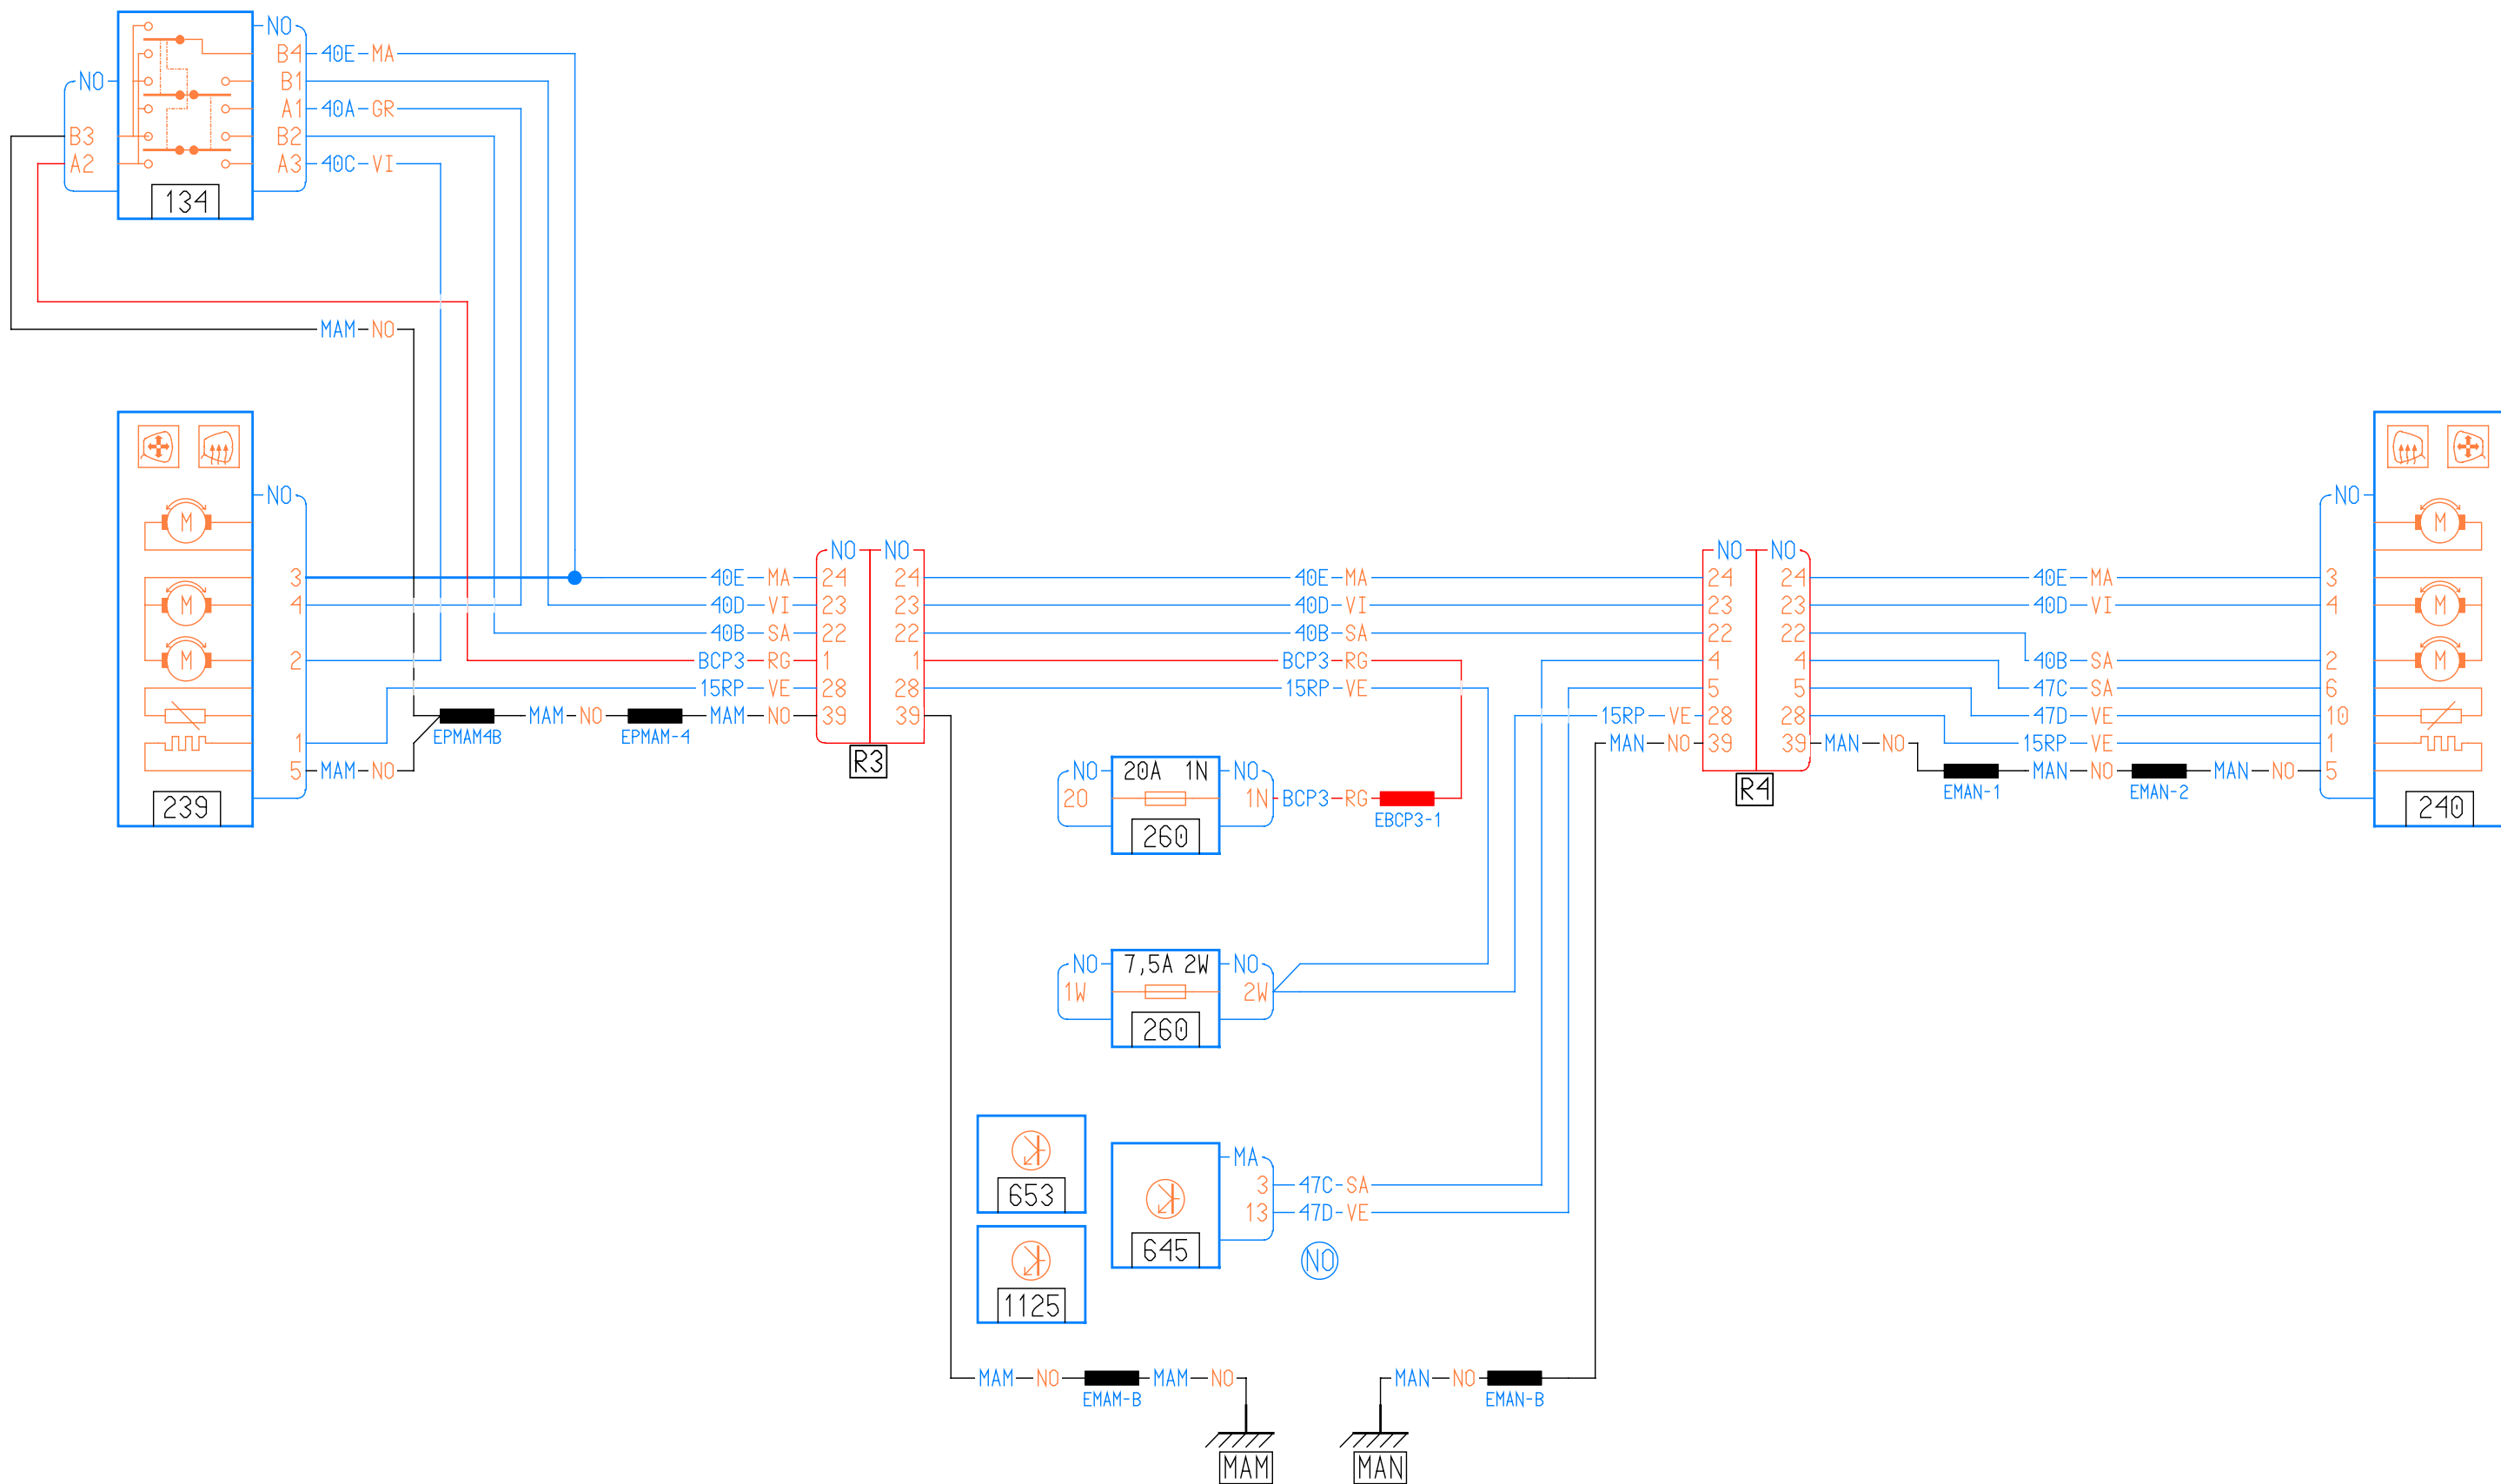 NO
B4 40E MA
NO B1
A1 40A GR
B3 B2
A2 A3 40C VI
134
MAM NO
M
NO
3
M 4
M 2
1
5 MAM NO
239
EPMAM4B MAM NO EPMAM-4 MAM NO
NO NO
40E MA 24 24 40E MA
40D VI 23 23 40D VI
40B SA 22 22 40B SA
BCP3 RG 1 1 BCP3 RG
15RP VE 28 28 15RP VE
39 39
R3
NO 20A 1N NO
20 1N BCP3 RG
EBCP3-1
260
NO 7,5A 2W NO
1W 2W
260
653
1125
MA
3 47C SA
13 47D VE
645
NO
MAM NO MAM NO
EMAM-B
MAM
MAN NO
EMAN-B
MAN
NO NO
24 24 40E MA 3
23 23 40D VI 4
22 22
40B SA 2
4 4
47C SA 6
5 5
47D VE 10
15RP VE 28 28
15RP VE 1
MAN NO 39 39 MAN NO
MAN NO MAN NO 5
EMAN-1 EMAN-2
R4
NO
M
M
M
240